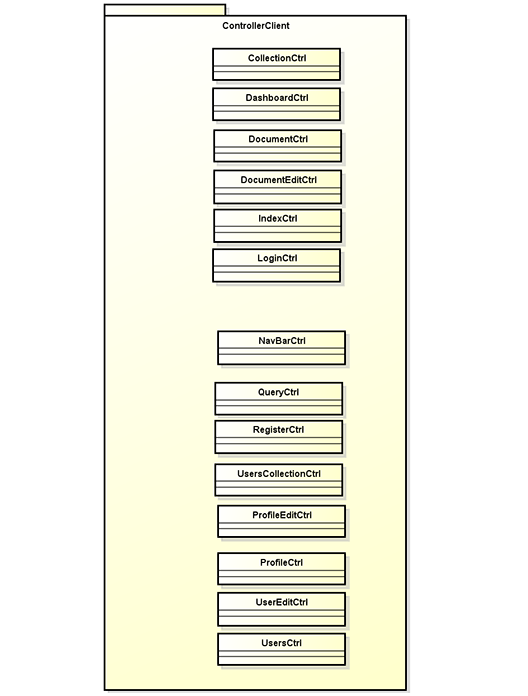 ControllerClient
CollectionCtrl
DashboardCtrl
DocumentCtrl
DocumentEditCtrl
IndexCtrl
LoginCtrl
NavBarCtrl
QueryCtrl
RegisterCtrl
UsersCollectionCtrl
ProfileEditCtrl
ProfileCtrl
UserEditCtrl
UsersCtrl